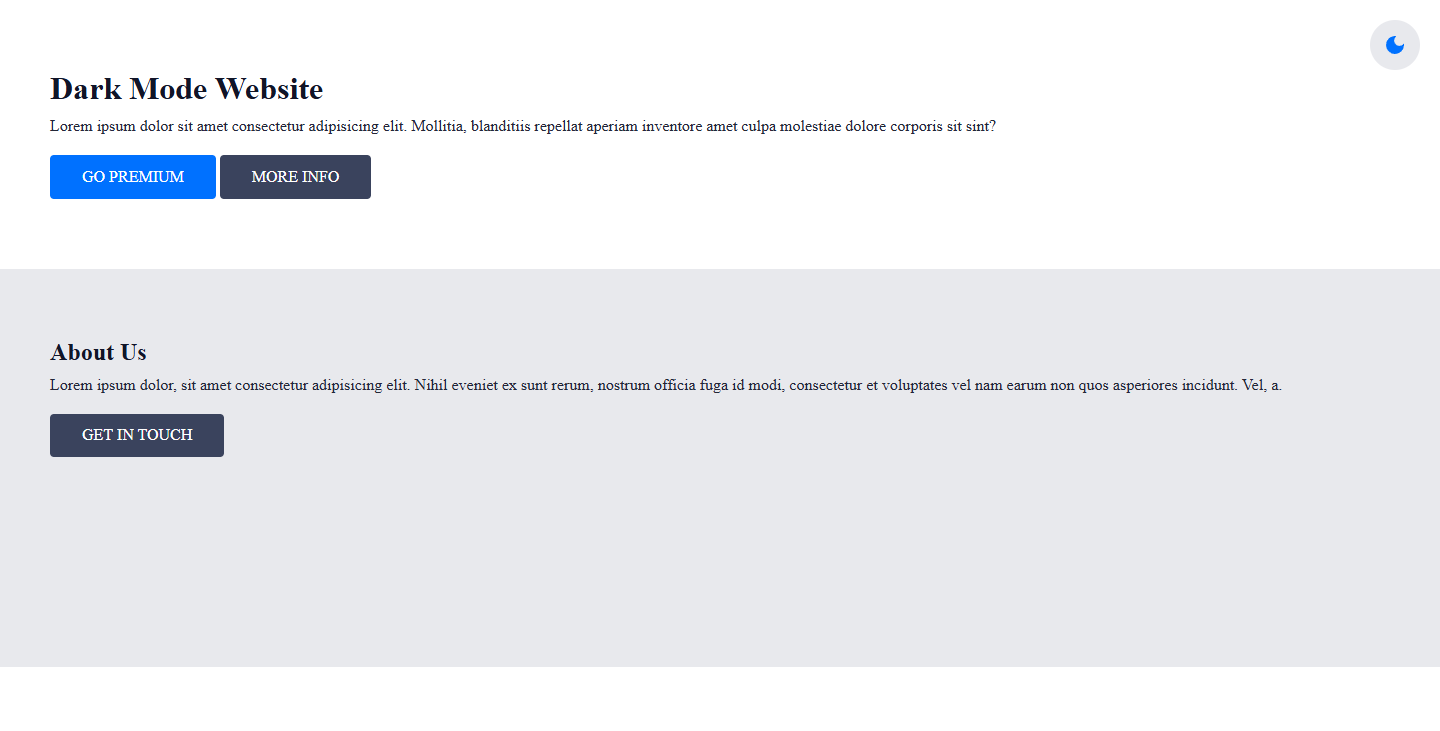 Dark Mode Website
Lorem ipsum dolor sit amet consectetur adipisicing elit. Mollitia, blanditiis repellat aperiam inventore amet culpa molestiae dolore corporis sit sint?
GO PREMIUM MORE INFO
About Us
Lorem ipsum dolor, sit amet consectetur adipisicing elit. Nihil eveniet ex sunt rerum, nostrum officia fuga id modi, consectetur et voluptates vel nam earum non quos asperiores incidunt. Vel, a.
GET IN TOUCH